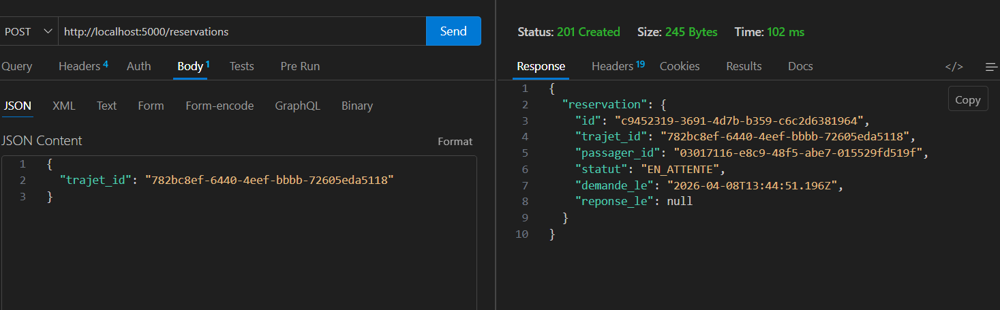 POST http://localhost:5000/reservations Send
Query Headers 4 Auth Body 1 Tests Pre Run
JSON XML Text Form Form-encode GraphQL Binary
JSON Content Format
1 {
2 "trajet_id": "782bc8ef-6440-4eef-bbbb-72605eda5118"
3 }
Status: 201 Created Size: 245 Bytes Time: 102 ms
Response Headers 19 Cookies Results Docs </>
Copy
1 {
2 "reservation": {
3 "id": "c9452319-3691-4d7b-b359-c6c2d6381964",
4 "trajet_id": "782bc8ef-6440-4eef-bbbb-72605eda5118",
5 "passager_id": "03017116-e8c9-48f5-abe7-015529fd519f",
6 "statut": "EN_ATTENTE",
7 "demande_le": "2026-04-08T13:44:51.196Z",
8 "reponse_le": null
9 }
10 }